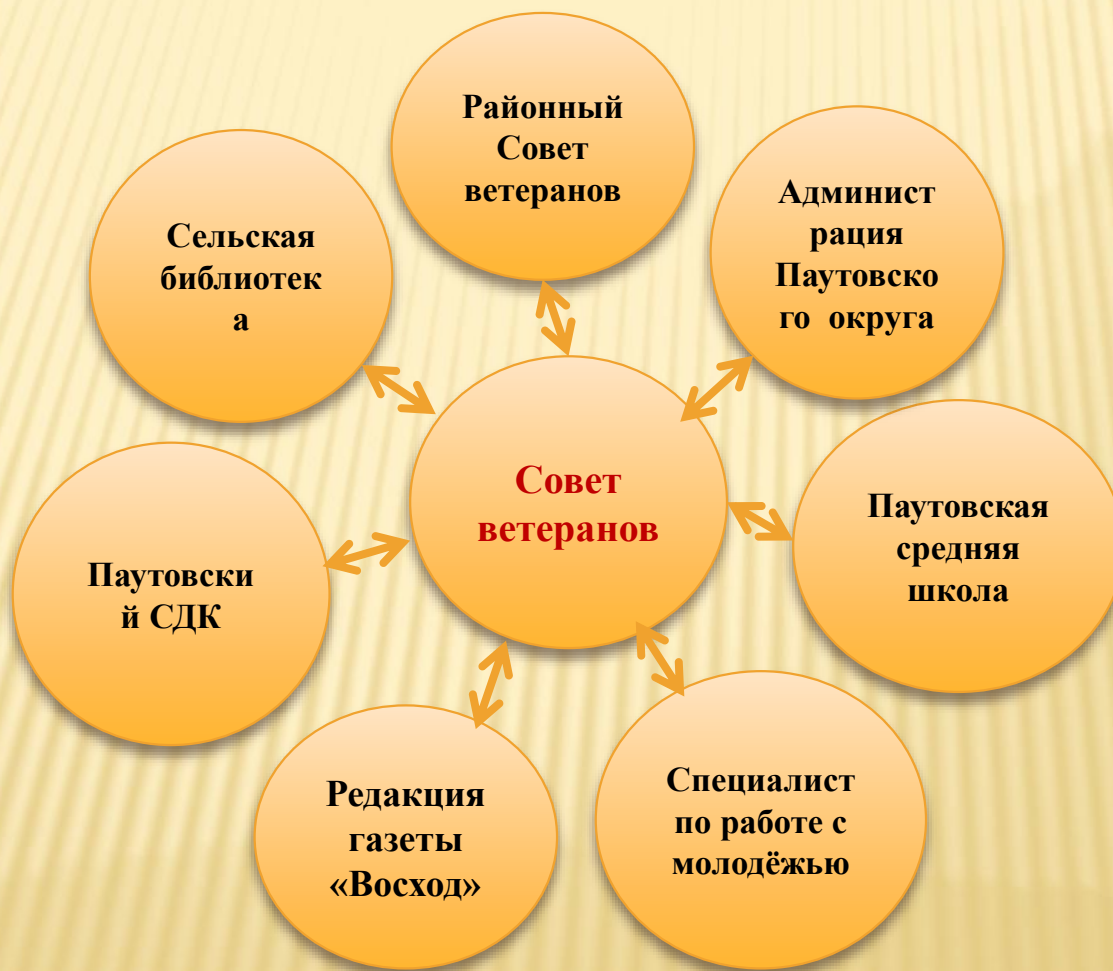 Районный
Совет
ветеранов
Админист
рация
Паутовско
го округа
Сельская
библиотек
а
Совет
ветеранов
Паутовская
средняя
школа
Паутовски
й СДК
Специалист
по работе с
молодёжью
Редакция
газеты
«Восход»